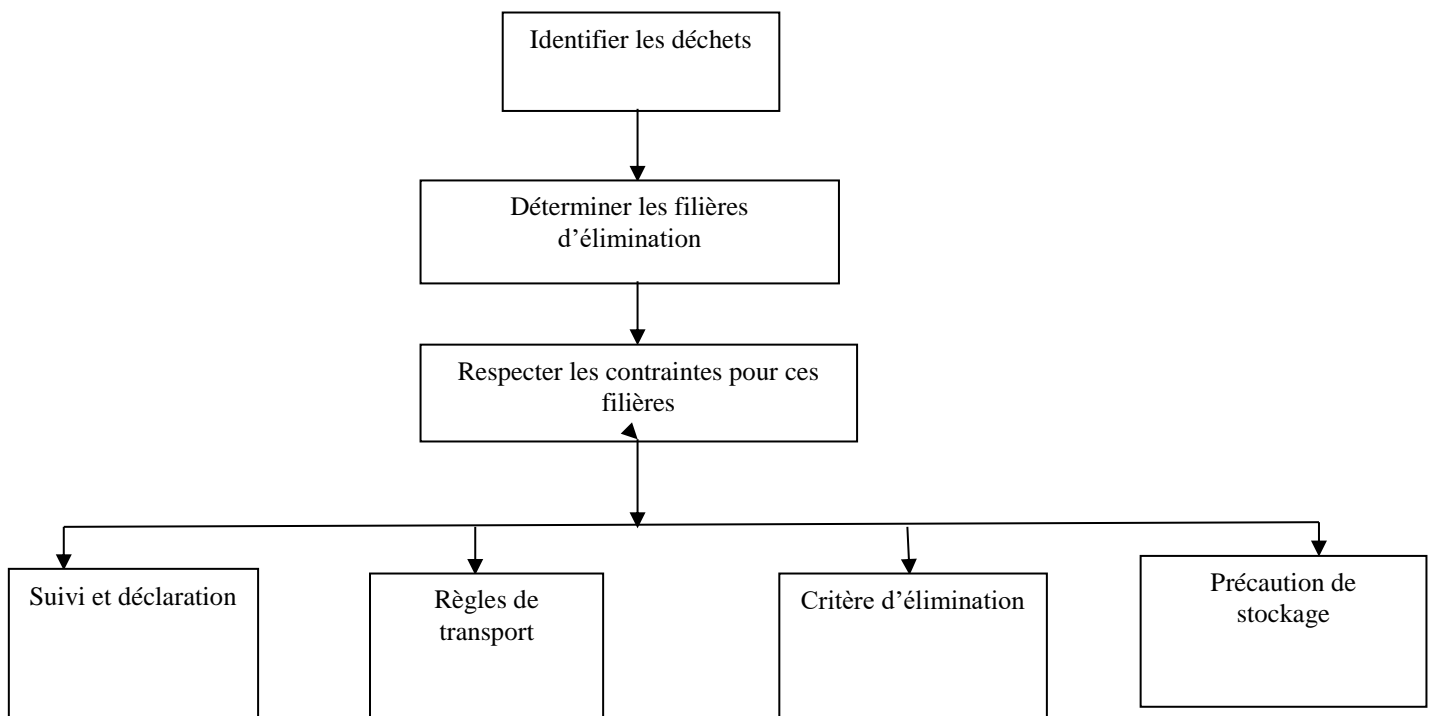 Identifier les déchets
Déterminer les filières
d’élimination
Respecter les contraintes pour ces
filières
Suivi et déclaration
Règles de
transport
Critère d’élimination
Précaution de
stockage